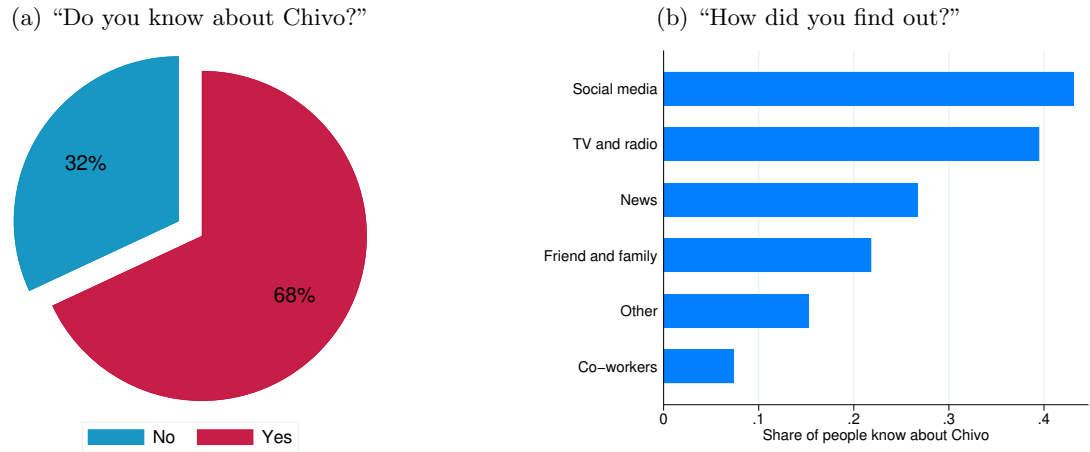 (a) “Do you know about Chivo?”
32%
68%
No
Yes
(b) “How did you find out?”
Social media
TV and radio
News
Friend and family
Other
Co−workers
0 .1 .2 .3 .4
Share of people know about Chivo